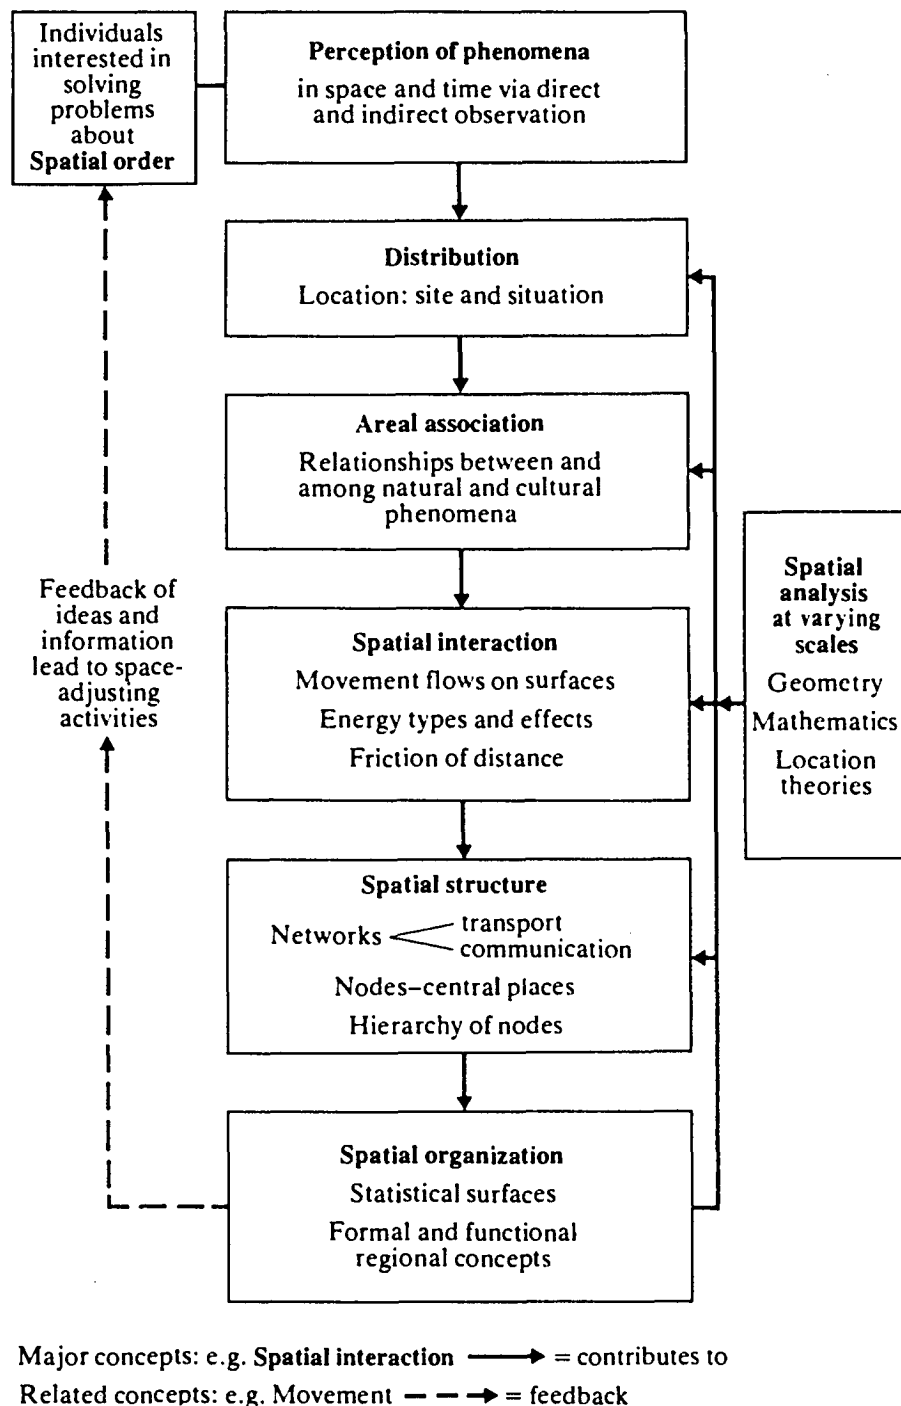 Individuals
interested in
solving
problems
about
Spatial order
Perception of phenomena
in space and time via direct
and indirect observation
Distribution
Location: site and situation
Areal association
Relationships between and
among natural and cultural
phenomena
Spatial interaction
Movement flows on surfaces
Energy types and effects
Friction of distance
Spatial structure
Networks
transport
communication
Nodes–central places
Hierarchy of nodes
Spatial organization
Statistical surfaces
Formal and functional
regional concepts
Spatial
analysis
at varying
scales
Geometry
Mathematics
Location
theories
Feedback of
ideas and
information
lead to space-
adjusting
activities
Major concepts: e.g. Spatial interaction = contributes to
Related concepts: e.g. Movement = feedback